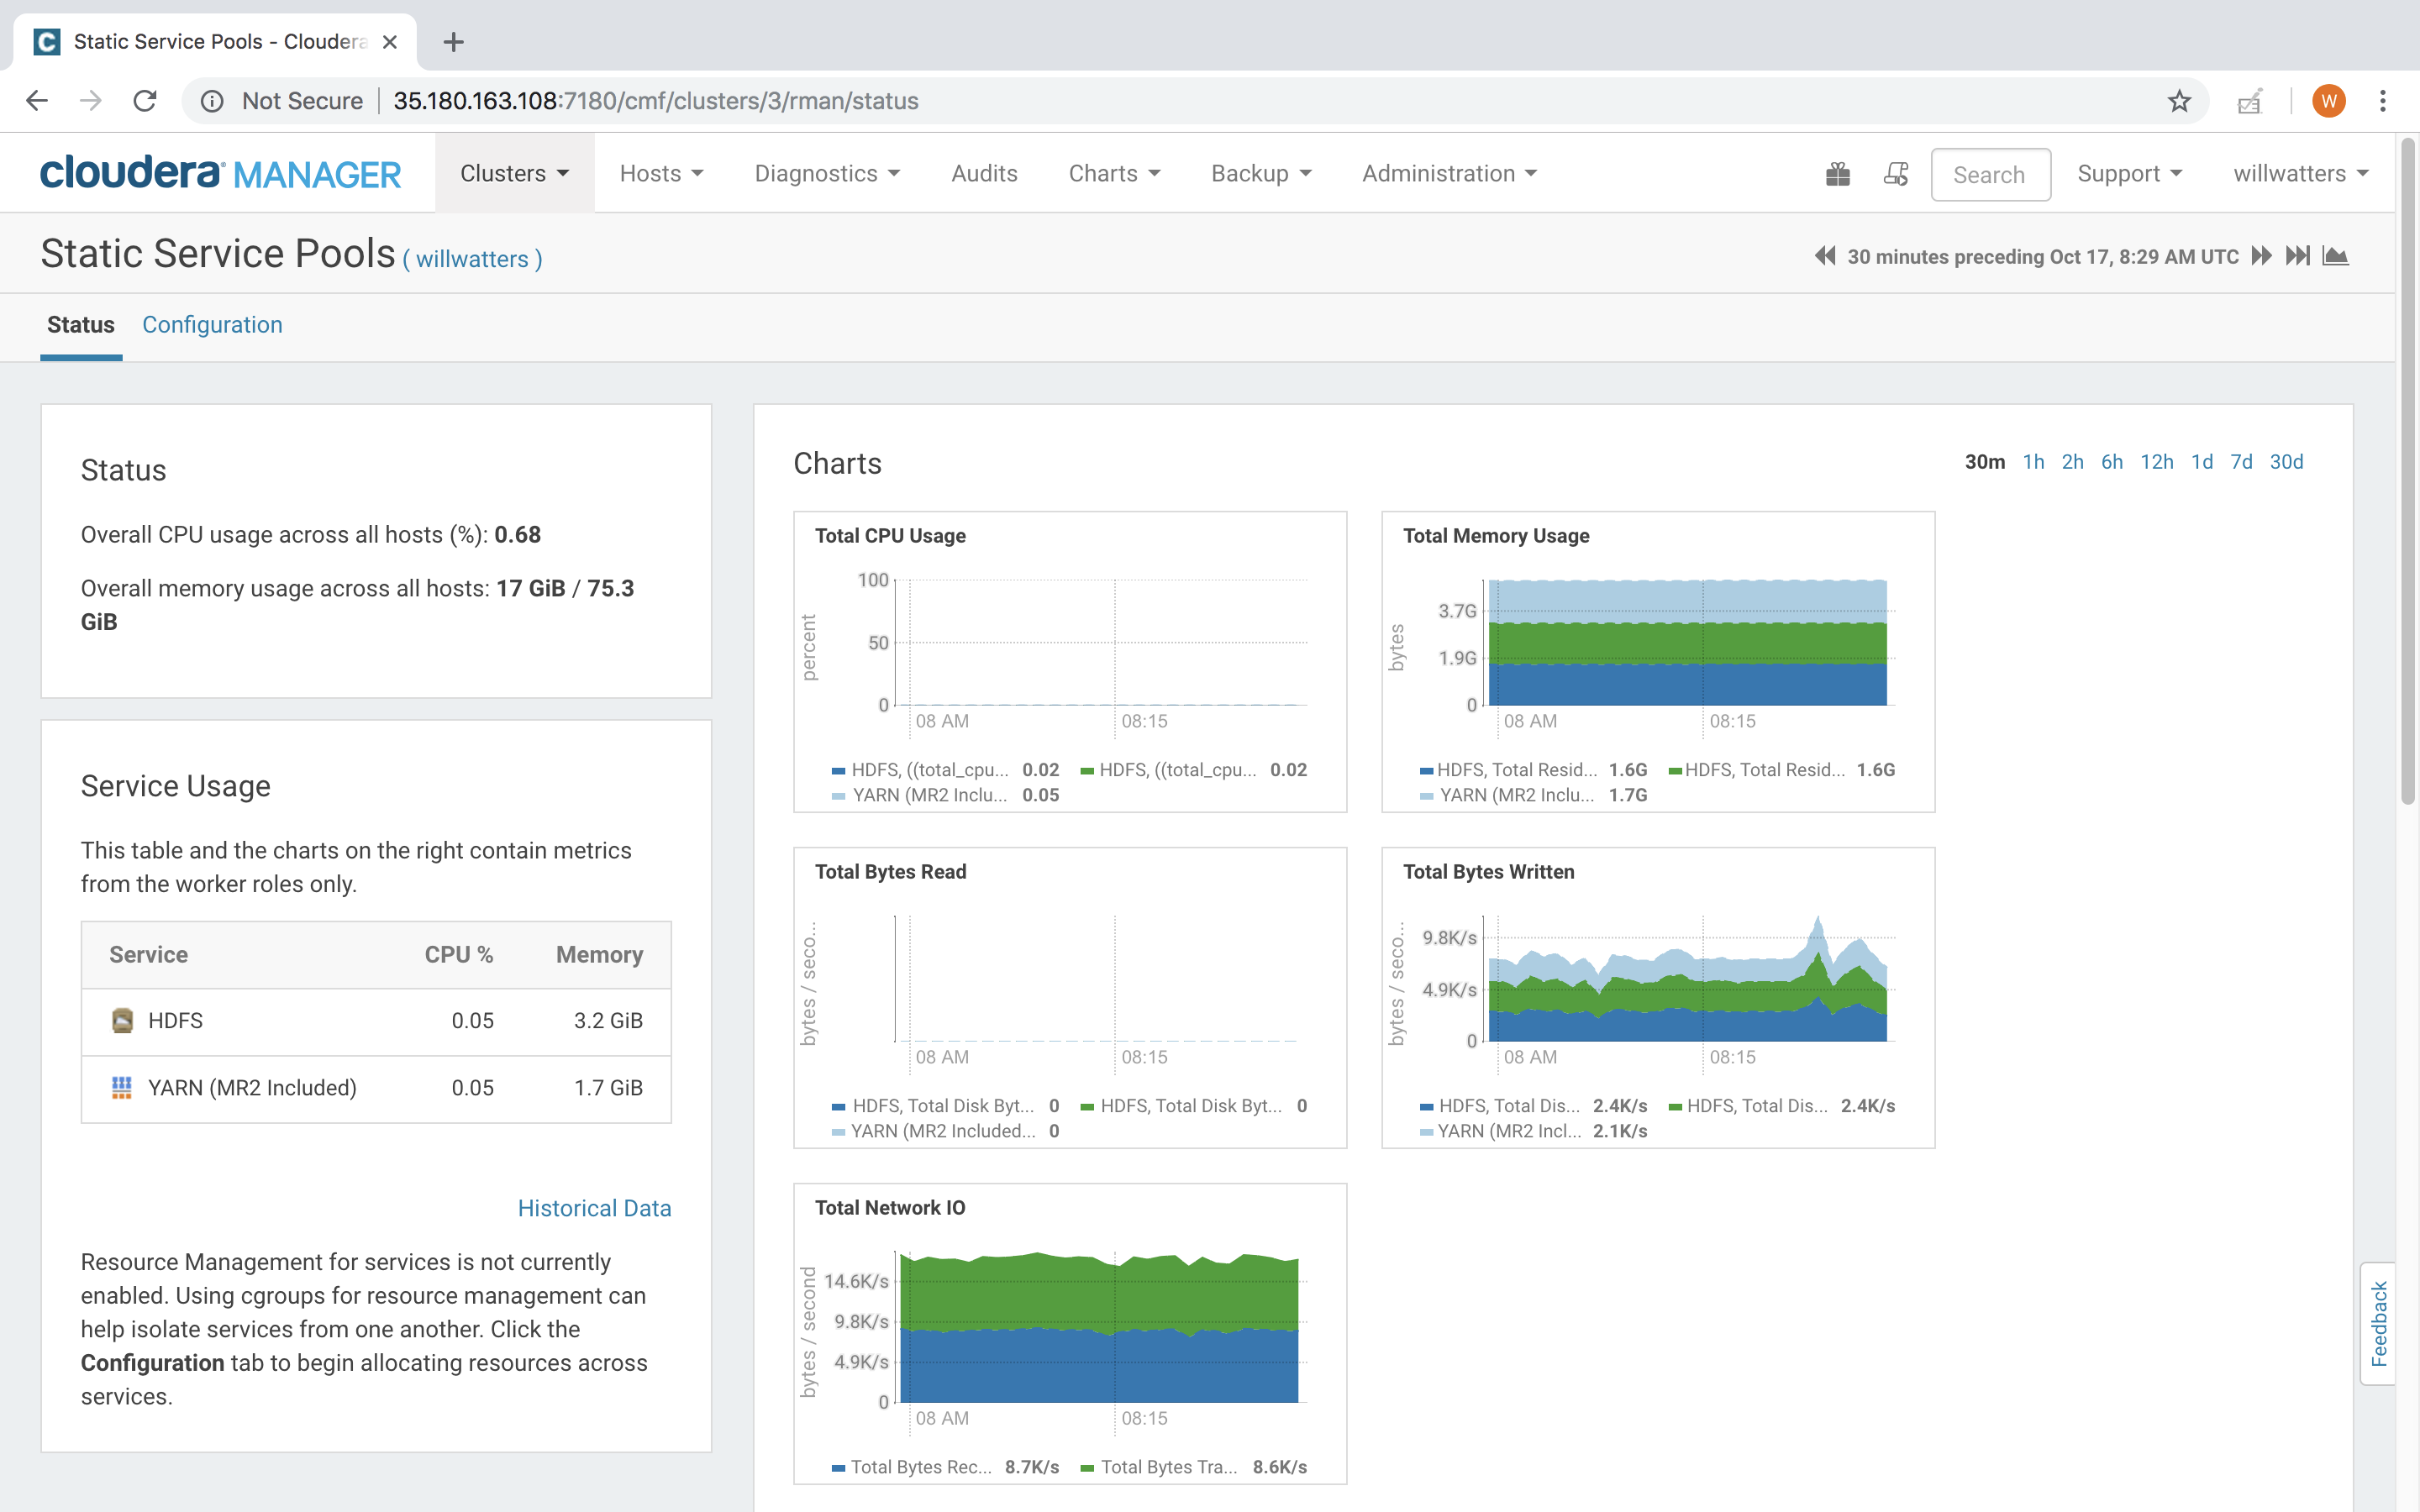 Static Service Pools - Cloudera
Not Secure 35.180.163.108:7180/cmf/clusters/3/rman/status
W
cloudera MANAGER Clusters Hosts Diagnostics Audits Charts Backup Administration Search Support willwatters
Static Service Pools ( willwatters )
30 minutes preceding Oct 17, 8:29 AM UTC
Status Configuration
Status
Overall CPU usage across all hosts (%): 0.68
Overall memory usage across all hosts: 17 GiB / 75.3
GiB
Service Usage
This table and the charts on the right contain metrics
from the worker roles only.
Service CPU % Memory
HDFS 0.05 3.2 GiB
YARN (MR2 Included) 0.05 1.7 GiB
Historical Data
Resource Management for services is not currently
enabled. Using cgroups for resource management can
help isolate services from one another. Click the
Configuration tab to begin allocating resources across
services.
Charts
30m 1h 2h 6h 12h 1d 7d 30d
Total CPU Usage
percent
100
50
0
08 AM 08:15
HDFS, ((total_cpu... 0.02 HDFS, ((total_cpu... 0.02
YARN (MR2 Inclu... 0.05
Total Memory Usage
bytes
3.7G
1.9G
0
08 AM 08:15
HDFS, Total Resid... 1.6G HDFS, Total Resid... 1.6G
YARN (MR2 Inclu... 1.7G
Total Bytes Read
bytes / seco...
08 AM 08:15
HDFS, Total Disk Byt... 0 HDFS, Total Disk Byt... 0
YARN (MR2 Included... 0
Total Bytes Written
bytes / seco...
9.8K/s
4.9K/s
0
08 AM 08:15
HDFS, Total Dis... 2.4K/s HDFS, Total Dis... 2.4K/s
YARN (MR2 Incl... 2.1K/s
Total Network IO
bytes / second
14.6K/s
9.8K/s
4.9K/s
0
08 AM 08:15
Total Bytes Rec... 8.7K/s Total Bytes Tra... 8.6K/s
Feedback